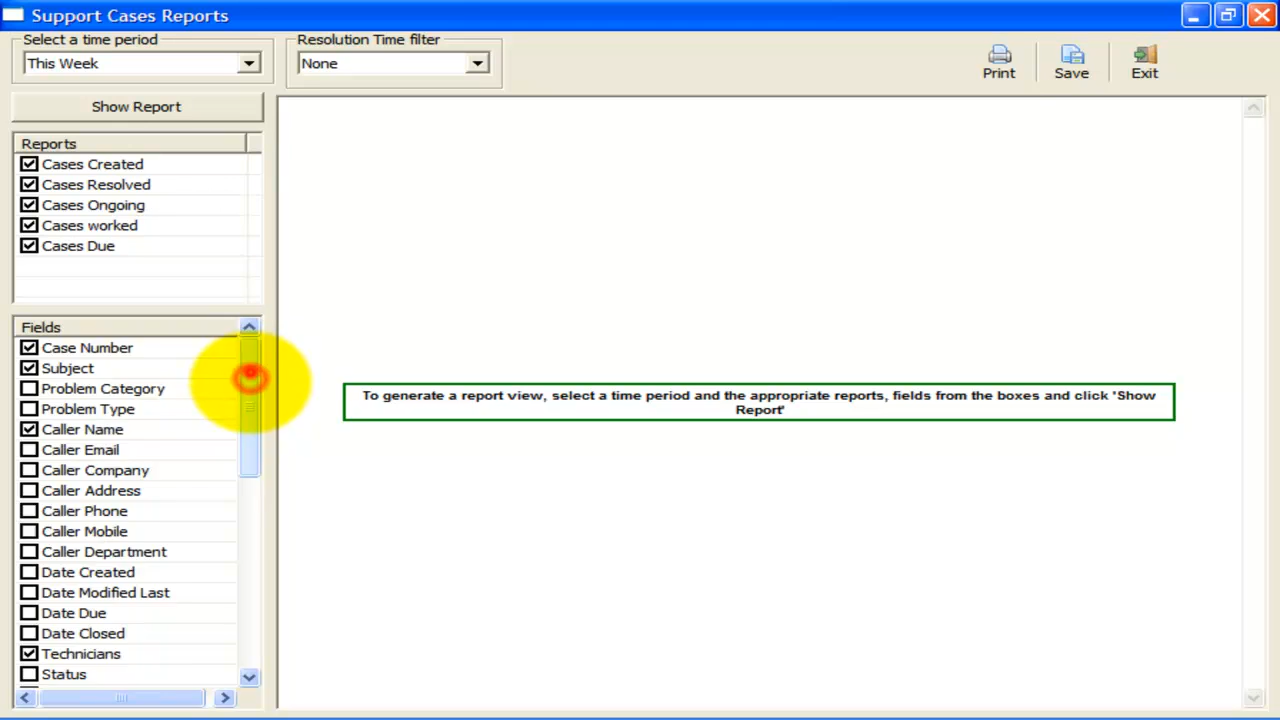 Support Cases Reports
Select a time period
This Week
Resolution Time filter
None
Print
Save
Exit
Show Report
Reports
Cases Created
Cases Resolved
Cases Ongoing
Cases worked
Cases Due
Fields
Case Number
Subject
Problem Category
Problem Type
Caller Name
Caller Email
Caller Company
Caller Address
Caller Phone
Caller Mobile
Caller Department
Date Created
Date Modified Last
Date Due
Date Closed
Technicians
Status
To generate a report view, select a time period and the appropriate reports, fields from the boxes and click 'Show
Report'